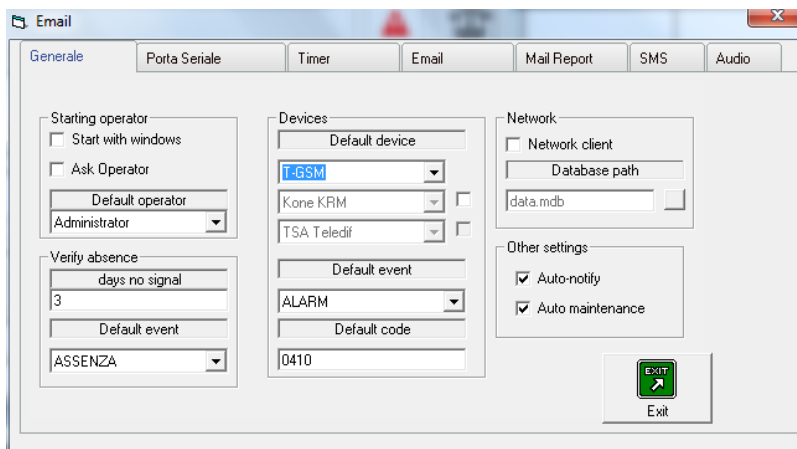 Email
Generale
Porta Seriale
Timer
Email
Mail Report
SMS
Audio
Starting operator
Start with windows
Ask Operator
Default operator
Administrator
Verify absence
days no signal
3
Default event
ASSENZA
Devices
Default device
T-GSM
Kone KRM
TSA Teledif
Default event
ALARM
Default code
0410
Network
Network client
Database path
data.mdb
Other settings
Auto-notify
Auto maintenance
EXIT
Exit